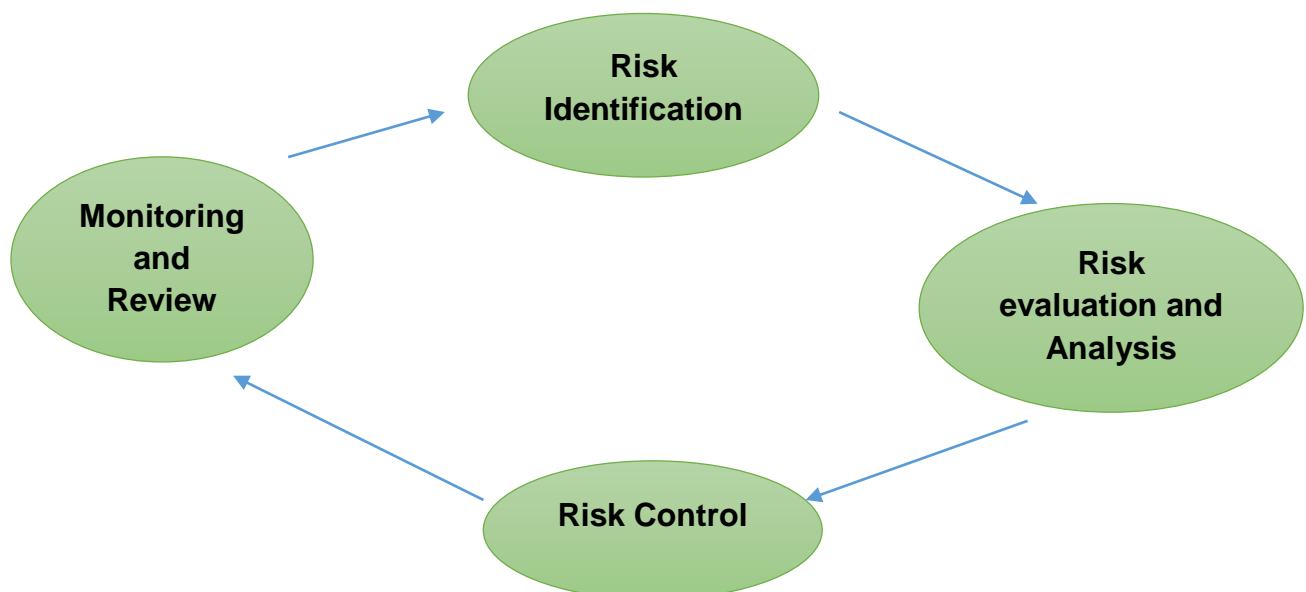 Risk
Identification
Monitoring
and
Review
Risk
evaluation and
Analysis
Risk Control